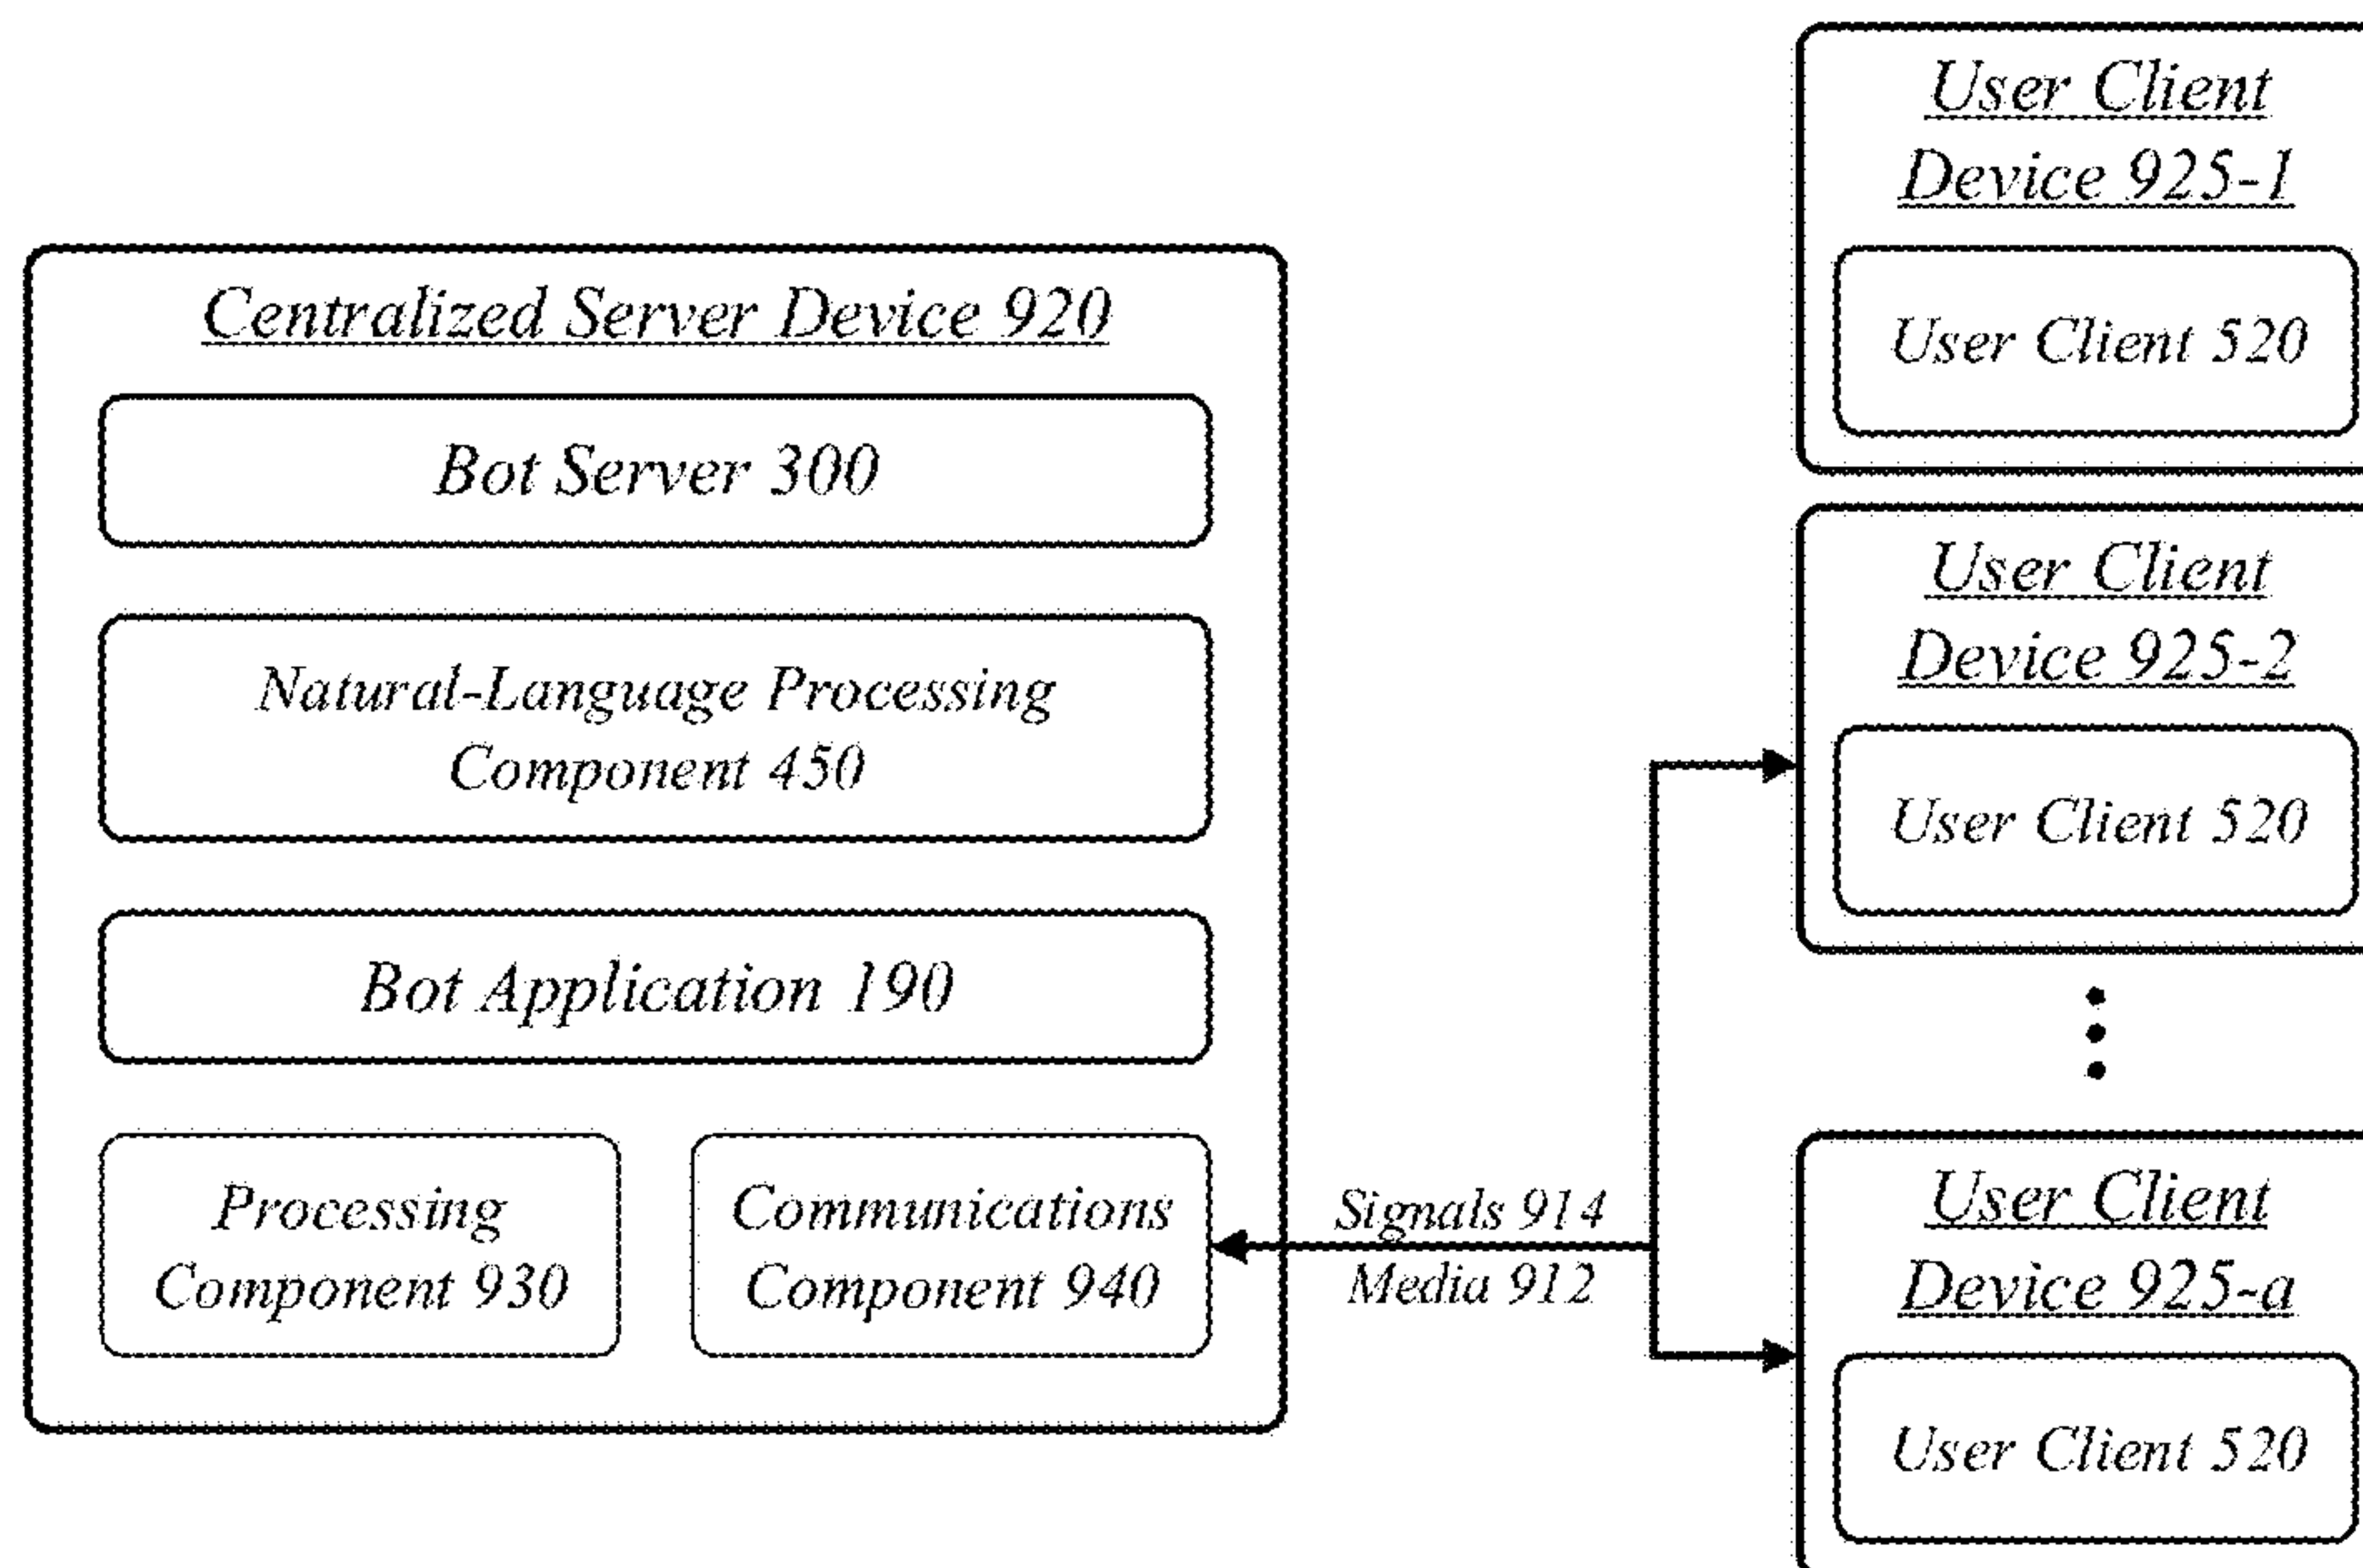 Centralized Server Device 920
Bot Server 300
Natural-Language Processing
Component 450
Bot Application 190
Processing
Component 930
Communications
Component 940
Signals 914
Media 912
User Client
Device 925-1
User Client 520
User Client
Device 925-2
User Client 520
User Client
Device 925-a
User Client 520